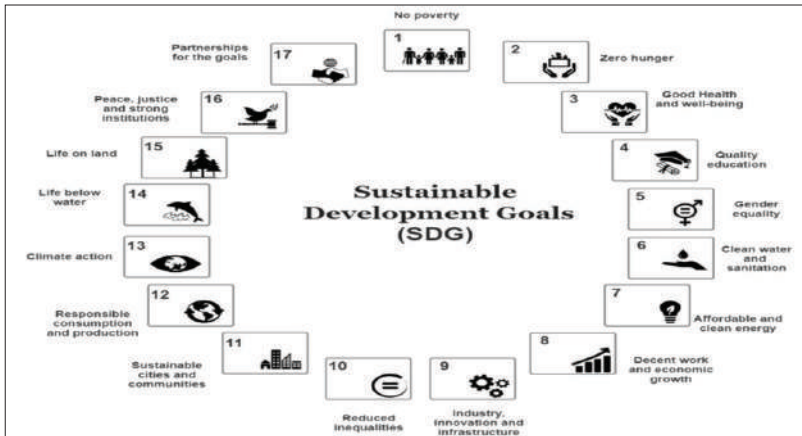 No poverty
1
2
Zero hunger
3
Good Health
and well-being
4
Quality
education
5
Gender
equality
6
Clean water
and
sanitation
7
Affordable and
clean energy
8
Decent work
and economic
growth
9
Industry,
innovation and
infrastructure
10
Reduced
inequalities
11
Sustainable
cities and
communities
12
Responsible
consumption
and production
13
Climate action
14
Life below
water
15
Life on land
16
Peace, justice
and strong
institutions
17
Partnerships
for the goals
Sustainable
Development Goals
(SDG)